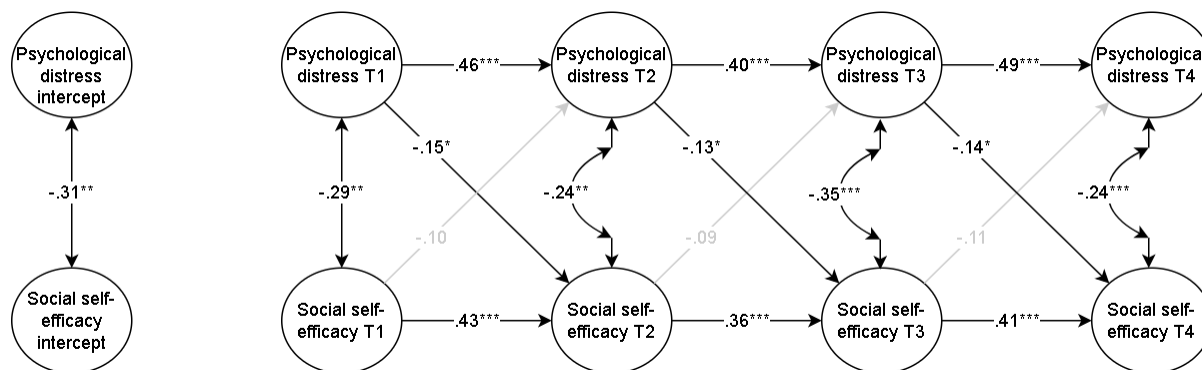 Psychological
distress
intercept
Psychological
distress T1
.46***
Psychological
distress T2
.40***
Psychological
distress T3
.49***
Psychological
distress T4
-.31**
-.29**
-.15*
-.24**
-.13*
-.35***
-.14*
-.24***
-.10
-.09
-.11
Social self-
efficacy
intercept
Social self-
efficacy T1
.43***
Social self-
efficacy T2
.36***
Social self-
efficacy T3
.41***
Social self-
efficacy T4